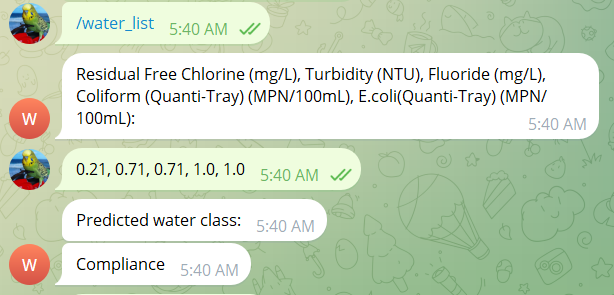 /water_list 5:40 AM
Residual Free Chlorine (mg/L), Turbidity (NTU), Fluoride (mg/L),
Coliform (Quanti-Tray) (MPN/100mL), E.coli(Quanti-Tray) (MPN/
100mL):
5:40 AM
W
0.21, 0.71, 0.71, 1.0, 1.0 5:40 AM
Predicted water class: 5:40 AM
W
Compliance 5:40 AM